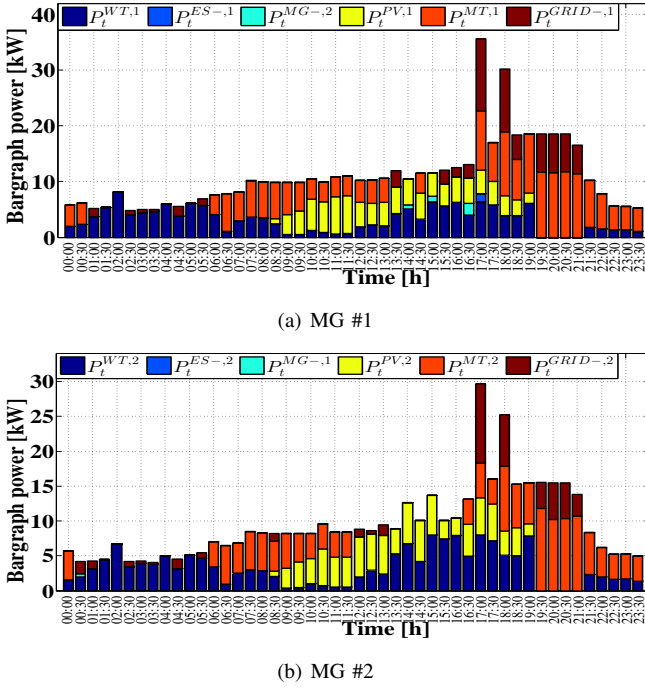 P_t^{WT,1} P_t^{ES-,1} P_t^{MG-,2} P_t^{PV,1} P_t^{MT,1} P_t^{GRID-,1}
Bargraph power [kW]
40
30
20
10
0
00:00 00:30 01:00 01:30 02:00 02:30 03:00 03:30 04:00 04:30 05:00 05:30 06:00 06:30 07:00 07:30 08:00 08:30 09:00 09:30 10:00 10:30 11:00 11:30 12:00 12:30 13:00 13:30 14:00 14:30 15:00 15:30 16:00 16:30 17:00 17:30 18:00 18:30 19:00 19:30 20:00 20:30 21:00 21:30 22:00 22:30 23:00 23:30
Time [h]
(a) MG #1
P_t^{WT,2} P_t^{ES-,2} P_t^{MG-,1} P_t^{PV,2} P_t^{MT,2} P_t^{GRID-,2}
Bargraph power [kW]
30
25
20
15
10
5
0
00:00 00:30 01:00 01:30 02:00 02:30 03:00 03:30 04:00 04:30 05:00 05:30 06:00 06:30 07:00 07:30 08:00 08:30 09:00 09:30 10:00 10:30 11:00 11:30 12:00 12:30 13:00 13:30 14:00 14:30 15:00 15:30 16:00 16:30 17:00 17:30 18:00 18:30 19:00 19:30 20:00 20:30 21:00 21:30 22:00 22:30 23:00 23:30
Time [h]
(b) MG #2